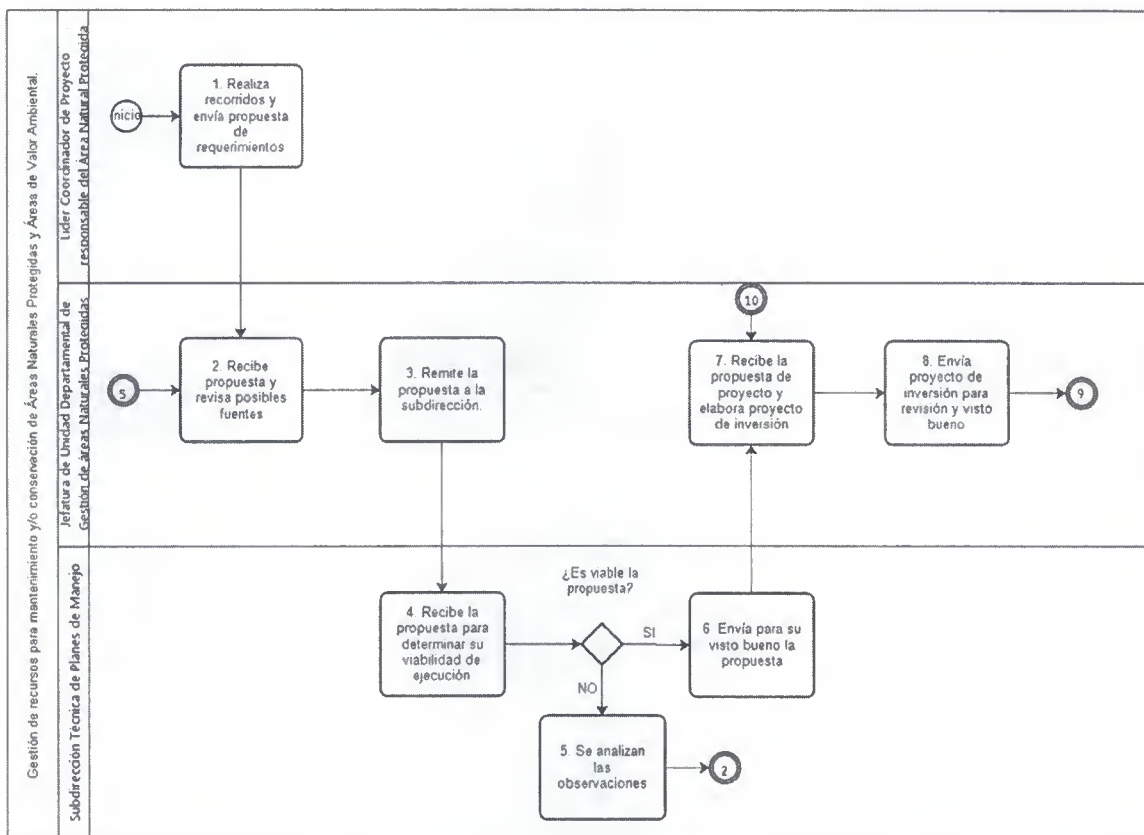 Gestión de recursos para mantenimiento y/o conservación de Áreas Naturales Protegidas y Áreas de Valor Ambiental.
Líder Coordinador de Proyecto
responsable del Área Natural Protegida
Inicio
1. Realiza
recorridos y
envía propuesta
de
requerimientos
Jefatura de Unidad Departamental de
Gestión de áreas Naturales Protegidas
5
2. Recibe
propuesta y
revisa posibles
fuentes
3. Remite la
propuesta a la
subdirección.
10
7. Recibe la
propuesta de
proyecto y
elabora proyecto
de inversión
8. Envía
proyecto de
inversión para
revisión y visto
bueno
9
Subdirección Técnica de Planes de Manejo
4. Recibe la
propuesta para
determinar su
viabilidad de
ejecución
¿Es viable la
propuesta?
SI
NO
6 Envía para su
visto bueno la
propuesta
5. Se analizan
las
observaciones
2